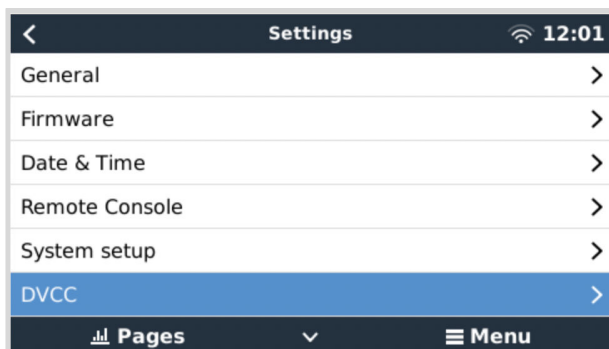 Settings 12:01
General
Firmware
Date & Time
Remote Console
System setup
DVCC
Pages Menu